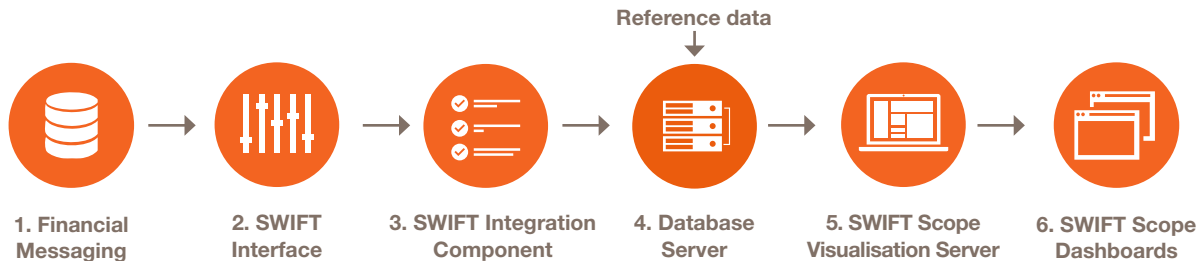 Reference data
1. Financial
Messaging
2. SWIFT
Interface
3. SWIFT Integration
Component
4. Database
Server
5. SWIFT Scope
Visualisation Server
6. SWIFT Scope
Dashboards